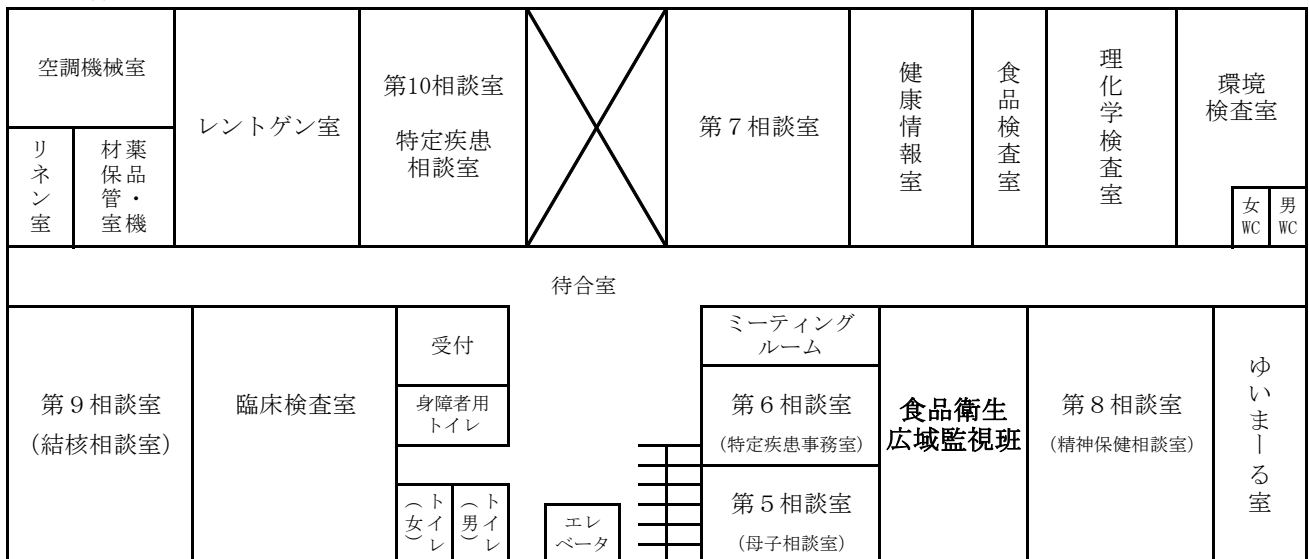 空調機械室
リネン室
薬品・機
材保管室
レントゲン室
第10相談室
特定疾患
相談室
第７相談室
健康情報室
食品検査室
理化学検査室
環境
検査室
女
WC
男
WC
待合室
第９相談室
(結核相談室)
臨床検査室
受付
身障者用
トイレ
トイレ
(女)
トイレ
(男)
エレ
ベータ
ミーティング
ルーム
第６相談室
(特定疾患事務室)
第５相談室
(母子相談室)
食品衛生
広域監視班
第８相談室
(精神保健相談室)
ゆいまーる室